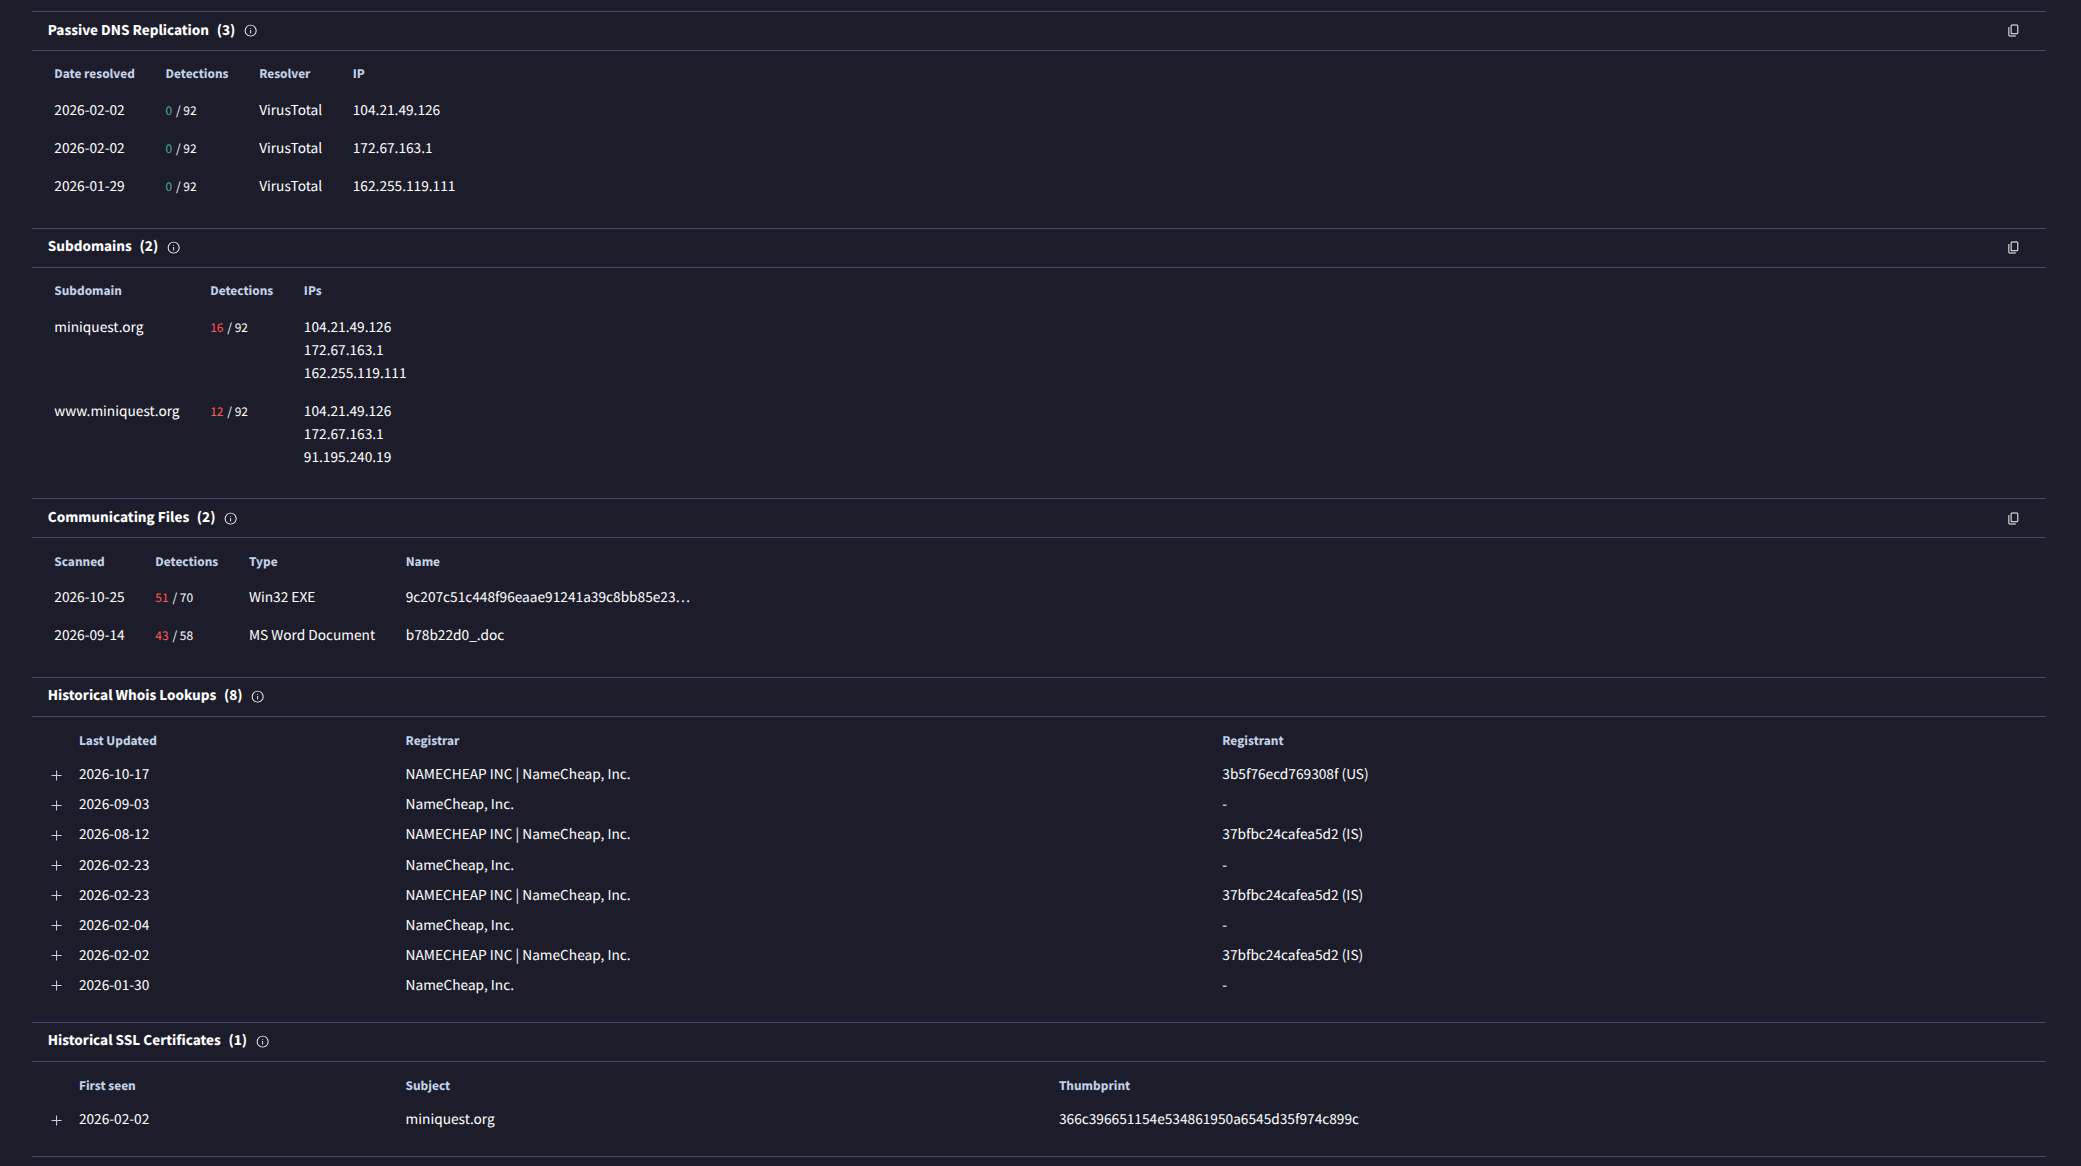 Passive DNS Replication (3)
Date resolved Detections Resolver IP
2026-02-02 0 / 92 VirusTotal 104.21.49.126
2026-02-02 0 / 92 VirusTotal 172.67.163.1
2026-01-29 0 / 92 VirusTotal 162.255.119.111
Subdomains (2)
Subdomain Detections IPs
miniquest.org 16 / 92 104.21.49.126
172.67.163.1
162.255.119.111
www.miniquest.org 12 / 92 104.21.49.126
172.67.163.1
91.195.240.19
Communicating Files (2)
Scanned Detections Type Name
2026-10-25 51 / 70 Win32 EXE 9c207c51c448f96eaae91241a39c8bb85e23...
2026-09-14 43 / 58 MS Word Document b78b22d0_.doc
Historical Whois Lookups (8)
Last Updated Registrar Registrant
+ 2026-10-17 NAMECHEAP INC | NameCheap, Inc. 3b5f76ecd769308f (US)
+ 2026-09-03 NameCheap, Inc. -
+ 2026-08-12 NAMECHEAP INC | NameCheap, Inc. 37bfbc24cafea5d2 (IS)
+ 2026-02-23 NameCheap, Inc. -
+ 2026-02-23 NAMECHEAP INC | NameCheap, Inc. 37bfbc24cafea5d2 (IS)
+ 2026-02-04 NameCheap, Inc. -
+ 2026-02-02 NAMECHEAP INC | NameCheap, Inc. 37bfbc24cafea5d2 (IS)
+ 2026-01-30 NameCheap, Inc. -
Historical SSL Certificates (1)
First seen Subject Thumbprint
+ 2026-02-02 miniquest.org 366c396651154e534861950a6545d35f974c899c